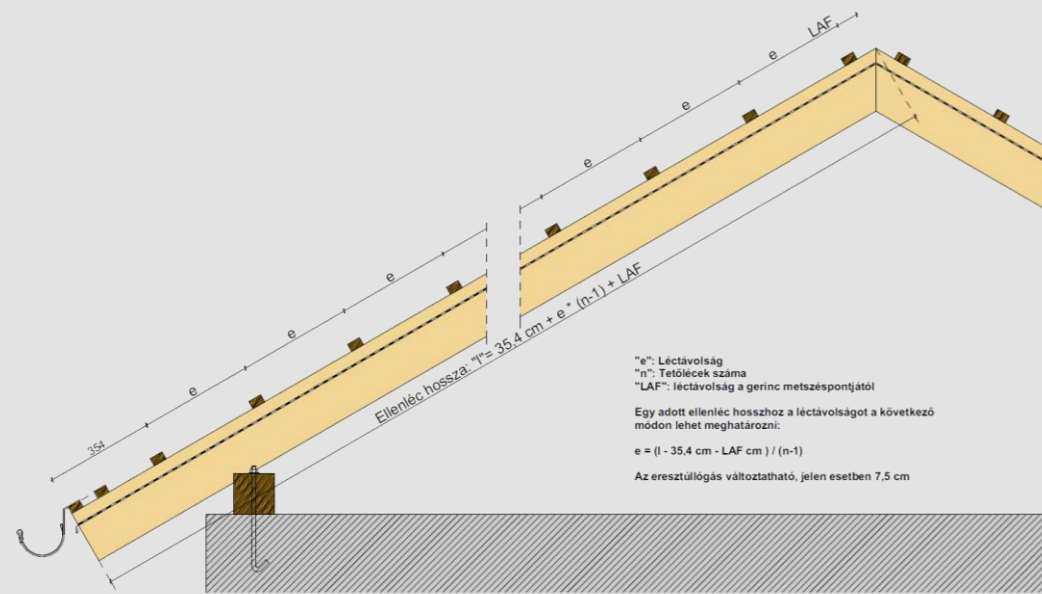 LAF
e
e
e
e
e
e
354
Ellenléc hossza: "l"= 35,4 cm + e * (n-1) + LAF
"e": Léctávolság
"n": Tetőlécek száma
"LAF": léctávolság a gerinc metszéspontjától
Egy adott ellenléc hosszhoz a léctávolságot a következő
módon lehet meghatározni:
e = (l - 35,4 cm - LAF cm ) / (n-1)
Az eresztúllógás változtatható, jelen esetben 7,5 cm